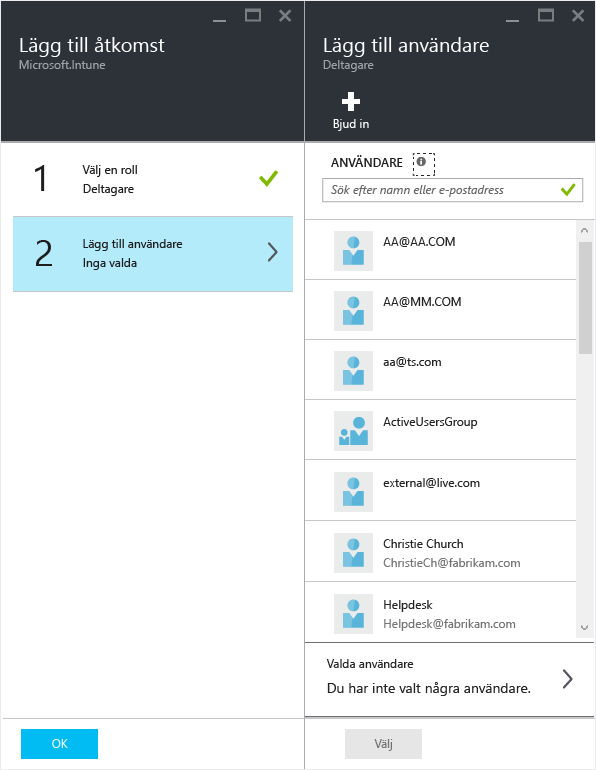 Lägg till åtkomst
Microsoft.Intune
1
Välj en roll
Deltagare
2
Lägg till användare
Inga valda
OK
Lägg till användare
Deltagare
Bjud in
ANVÄNDARE
Sök efter namn eller e-postadress
AA@AA.COM
AA@MM.COM
aa@ts.com
ActiveUsersGroup
external@live.com
Christie Church
ChristieCh@fabrikam.com
Helpdesk
Helpdesk@fabrikam.com
Valda användare
Du har inte valt några användare.
Välj